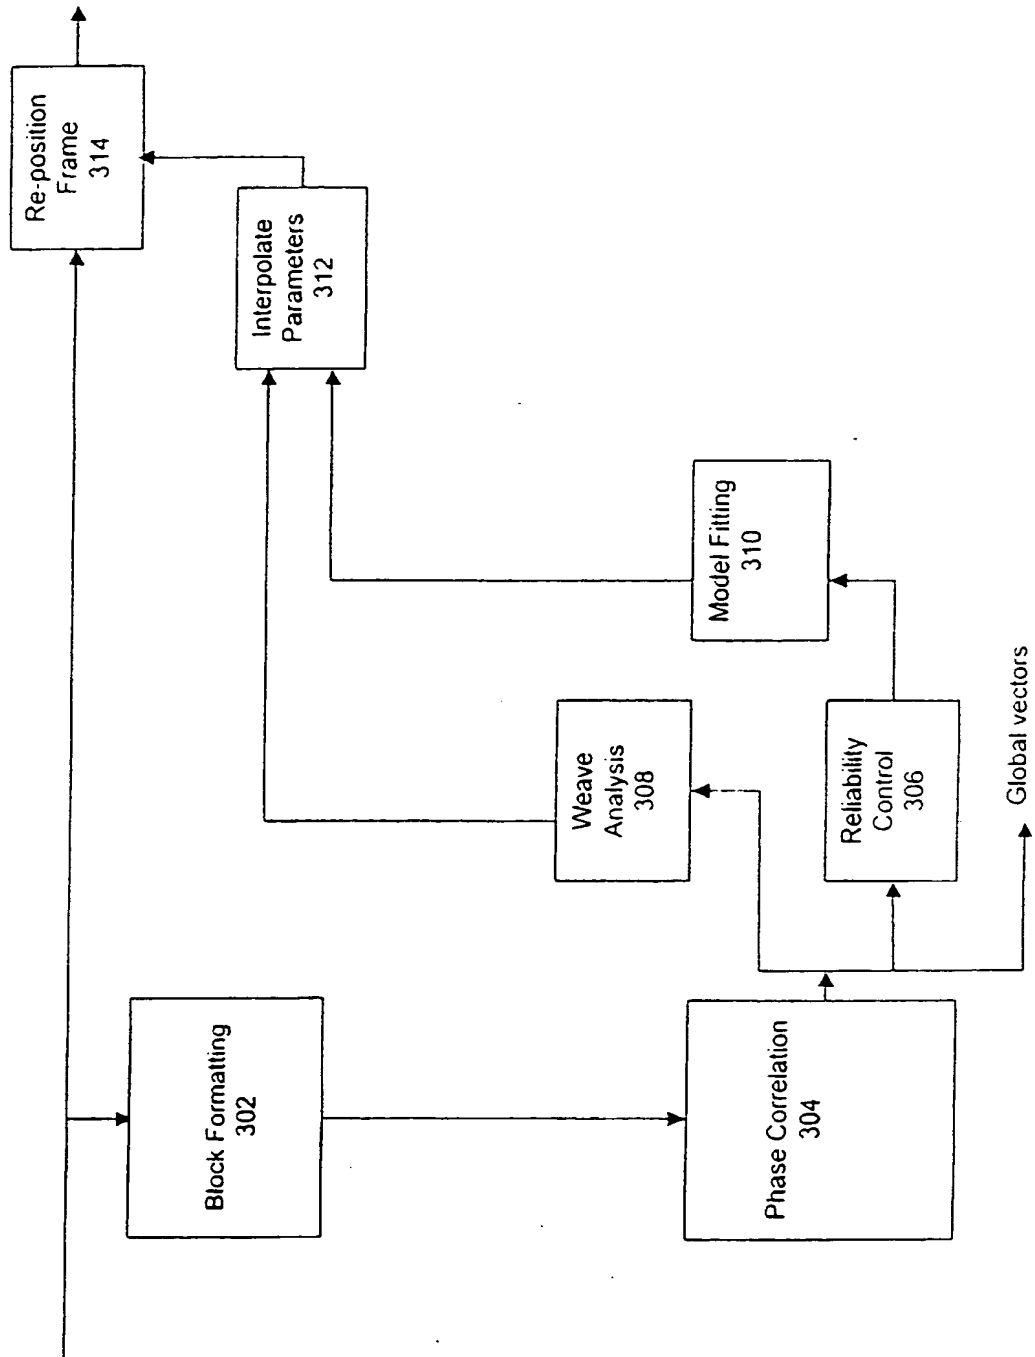 Block Formatting
302
Phase Correlation
304
Reliability
Control
306
Global vectors
Weave
Analysis
308
Model Fitting
310
Interpolate
Parameters
312
Re-position
Frame
314